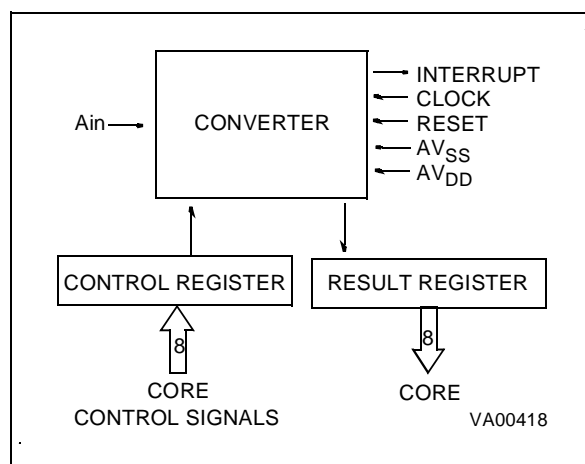 INTERRUPT
CLOCK
Ain
CONVERTER
RESET
AVSS
AVDD
CONTROL REGISTER
RESULT REGISTER
8
8
CORE
CONTROL SIGNALS
CORE
VA00418